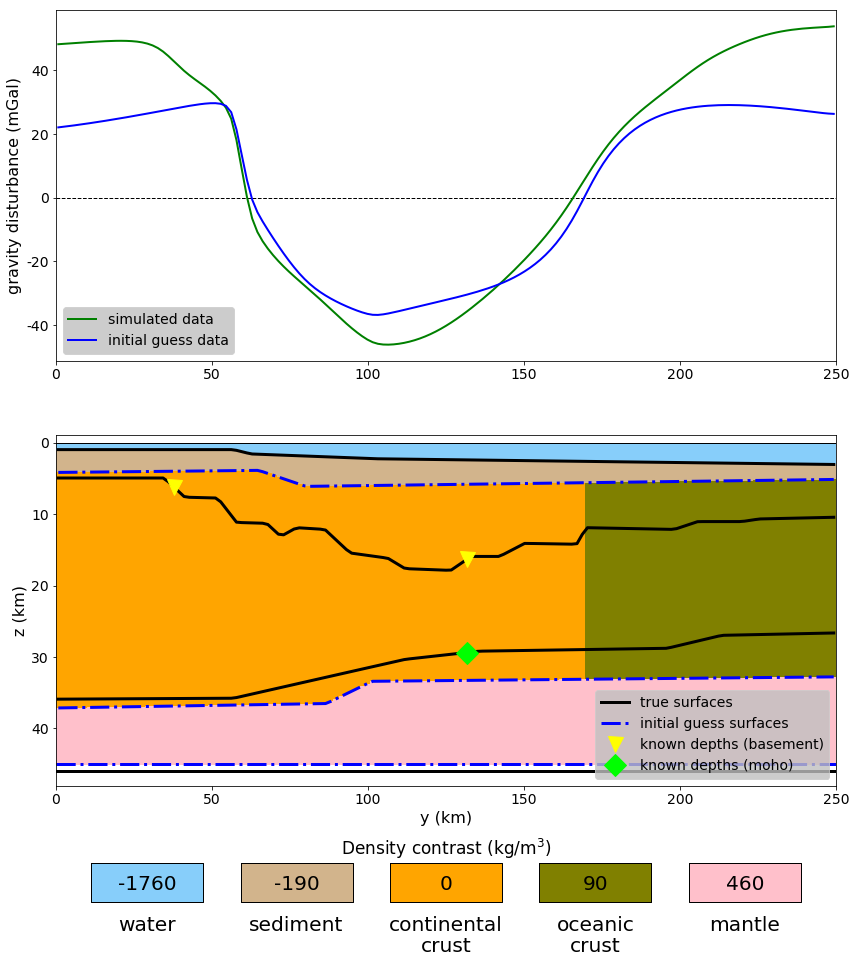 gravity disturbance (mGal)
40
20
0
-20
-40
simulated data
initial guess data
0 50 100 150 200 250
z (km)
0
10
20
30
40
true surfaces
initial guess surfaces
known depths (basement)
known depths (moho)
0 50 100 150 200 250
y (km)
Density contrast (kg/m³)
-1760 -190 0 90 460
water sediment continental oceanic mantle
crust crust